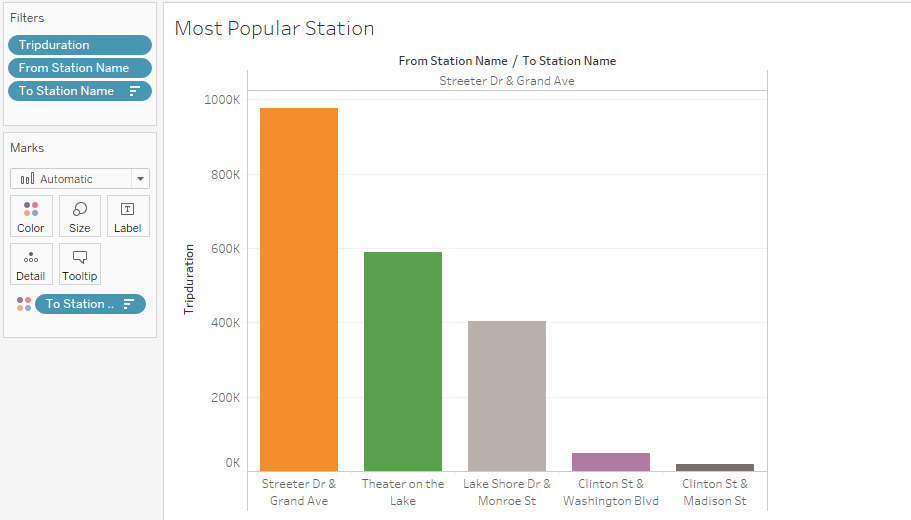 Filters
Tripduration
From Station Name
To Station Name
Marks
Automatic
Color
Size
Label
Detail
Tooltip
To Station ..
Most Popular Station
From Station Name / To Station Name
Streeter Dr & Grand Ave
1000K
800K
600K
400K
200K
0K
Tripduration
Streeter Dr &
Grand Ave
Theater on the
Lake
Lake Shore Dr &
Monroe St
Clinton St &
Washington Blvd
Clinton St &
Madison St